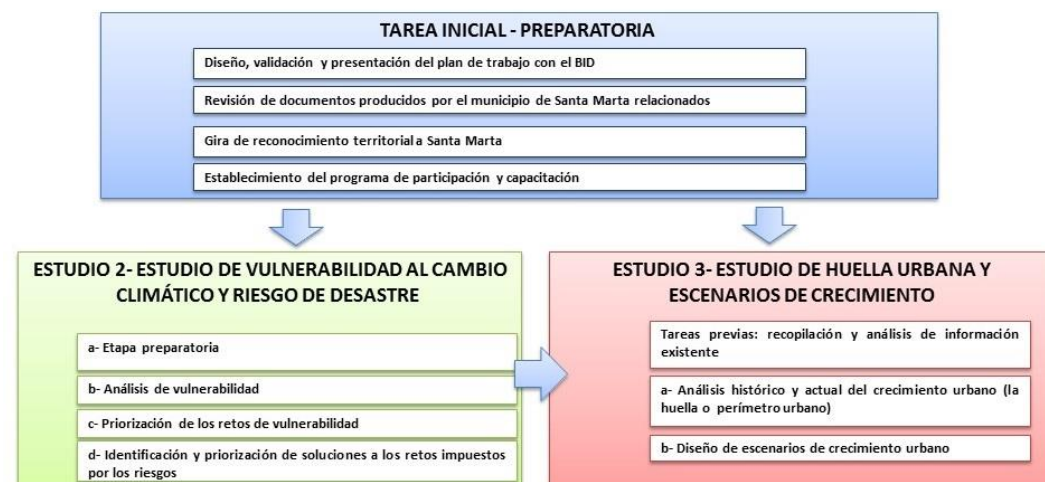 TAREA INICIAL - PREPARATORIA
Diseño, validación y presentación del plan de trabajo con el BID
Revisión de documentos producidos por el municipio de Santa Marta relacionados
Gira de reconocimiento territorial a Santa Marta
Establecimiento del programa de participación y capacitación
ESTUDIO 2- ESTUDIO DE VULNERABILIDAD AL CAMBIO
CLIMÁTICO Y RIESGO DE DESASTRE
a- Etapa preparatoria
b- Análisis de vulnerabilidad
c- Priorización de los retos de vulnerabilidad
d- Identificación y priorización de soluciones a los retos impuestos
por los riesgos
ESTUDIO 3- ESTUDIO DE HUELLA URBANA Y
ESCENARIOS DE CRECIMIENTO
Tareas previas: recopilación y análisis de información
existente
a- Análisis histórico y actual del crecimiento urbano (la
huella o perímetro urbano)
b- Diseño de escenarios de crecimiento urbano